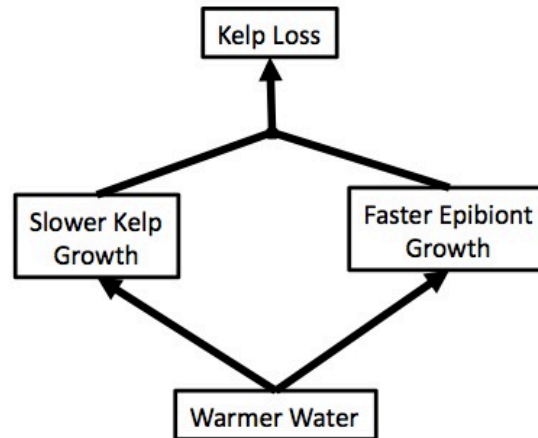 Kelp Loss
Slower Kelp
Growth
Faster Epibiont
Growth
Warmer Water